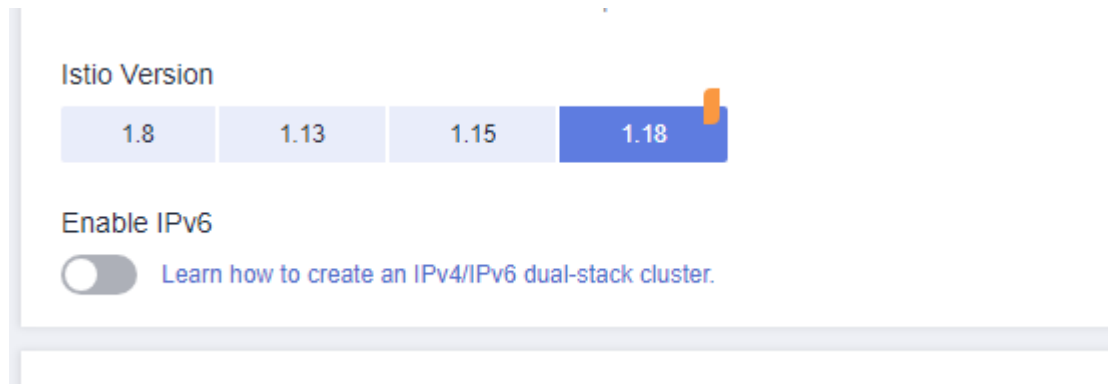 Istio Version
1.8 1.13 1.15 1.18
Enable IPv6
Learn how to create an IPv4/IPv6 dual-stack cluster.